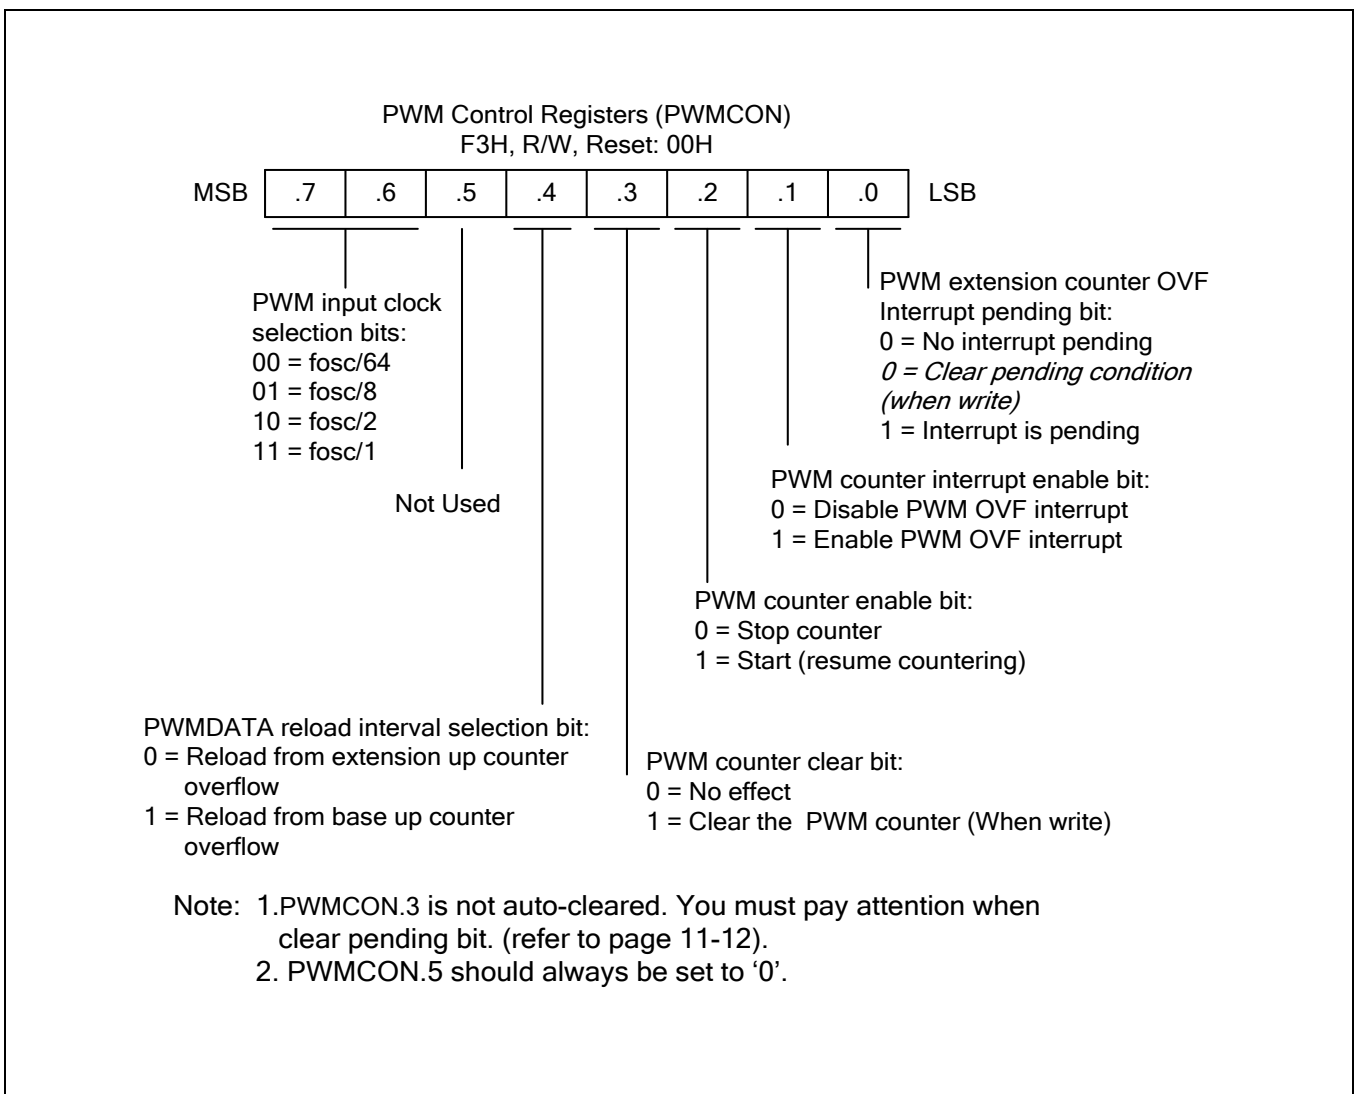 PWM Control Registers (PWMCON)
F3H, R/W, Reset: 00H
MSB .7 .6 .5 .4 .3 .2 .1 .0 LSB
PWM input clock
selection bits:
00 = fosc/64
01 = fosc/8
10 = fosc/2
11 = fosc/1
Not Used
PWM extension counter OVF
Interrupt pending bit:
0 = No interrupt pending
0 = Clear pending condition
(when write)
1 = Interrupt is pending
PWM counter interrupt enable bit:
0 = Disable PWM OVF interrupt
1 = Enable PWM OVF interrupt
PWM counter enable bit:
0 = Stop counter
1 = Start (resume countering)
PWMDATA reload interval selection bit:
0 = Reload from extension up counter
overflow
1 = Reload from base up counter
overflow
PWM counter clear bit:
0 = No effect
1 = Clear the PWM counter (When write)
Note: 1.PWMCON.3 is not auto-cleared. You must pay attention when
clear pending bit. (refer to page 11-12).
2. PWMCON.5 should always be set to ‘0’.